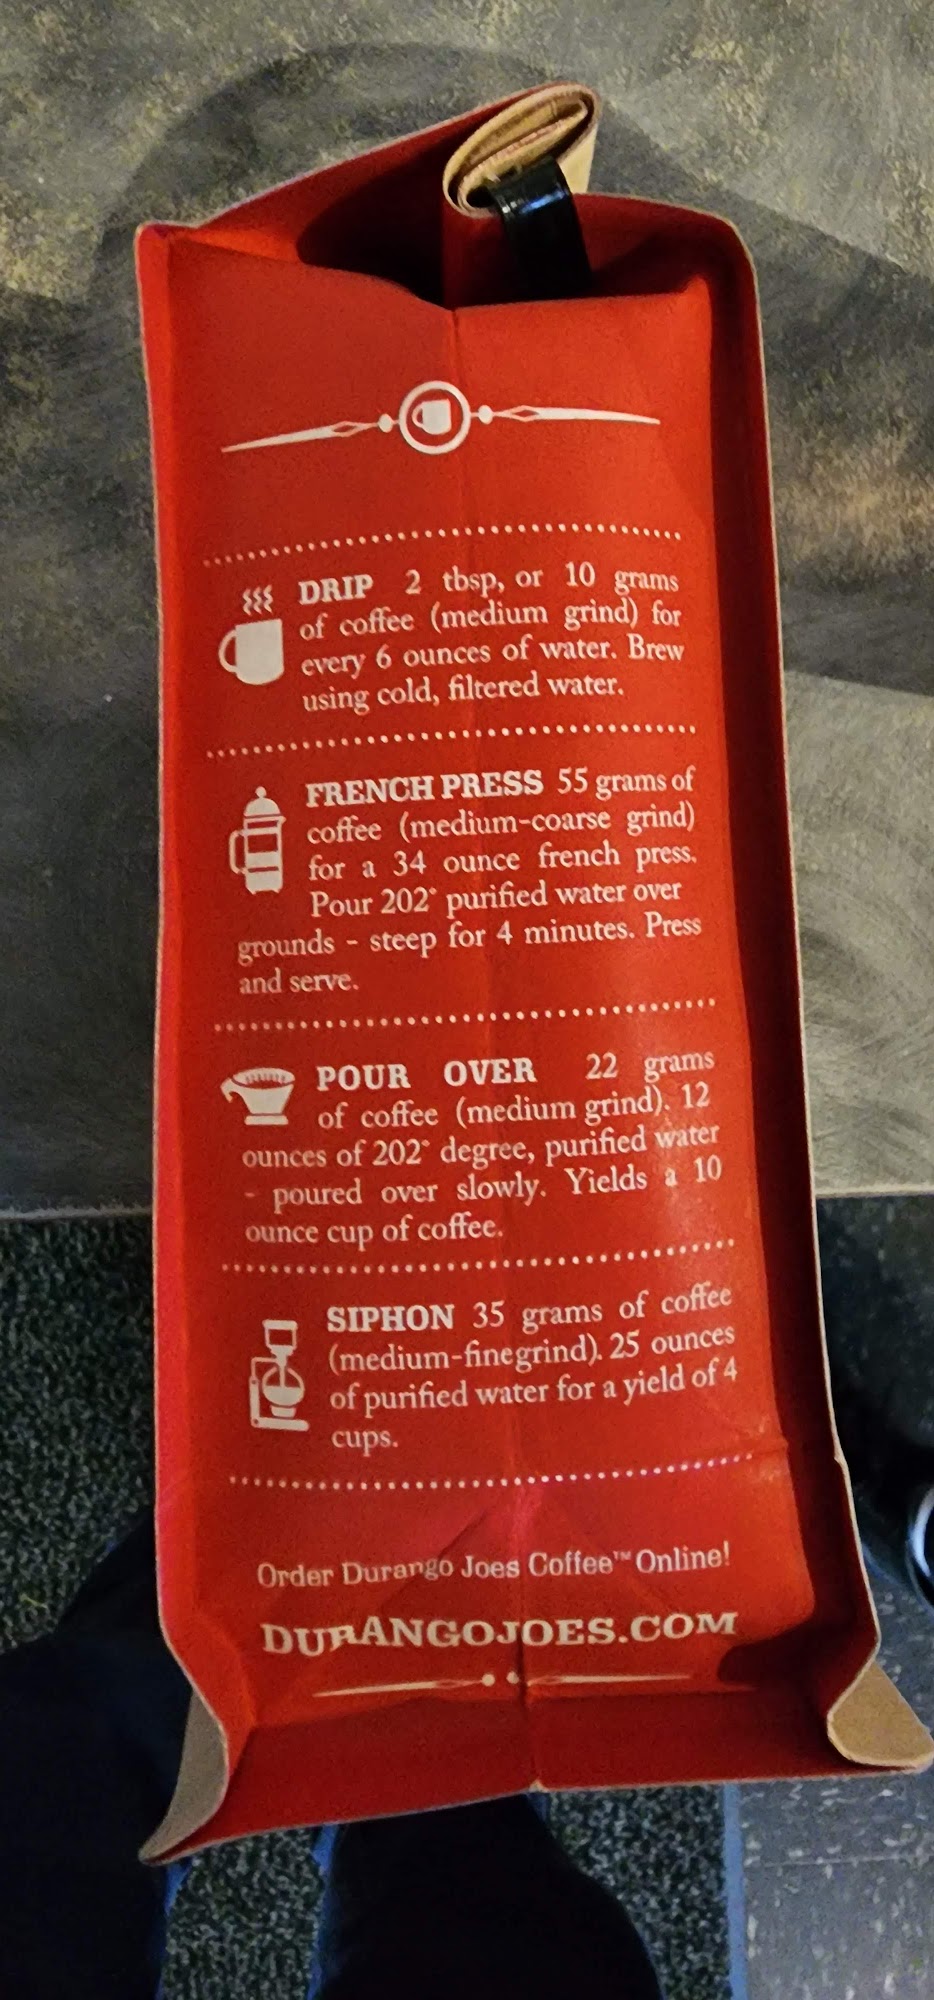 DRIP 2 tbsp, or 10 grams
of coffee (medium grind) for
every 6 ounces of water. Brew
using cold, filtered water.
FRENCH PRESS 55 grams of
coffee (medium-coarse grind)
for a 34 ounce french press.
Pour 202° purified water over
grounds - steep for 4 minutes. Press
and serve.
POUR OVER 22 grams
of coffee (medium grind). 12
ounces of 202° degree, purified water
- poured over slowly. Yields a 10
ounce cup of coffee.
SIPHON 35 grams of coffee
(medium-finegrind). 25 ounces
of purified water for a yield of 4
cups.
Order Durango Joes Coffee™ Online!
DURANGOJOES.COM